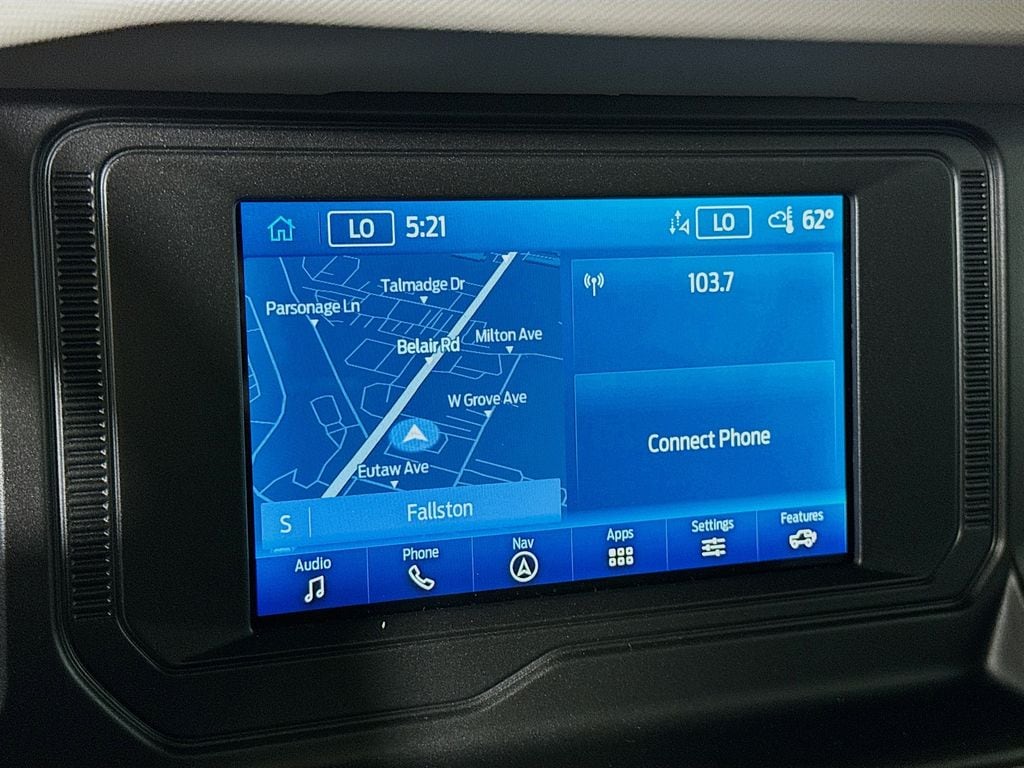 LO 5:21 LO 62°
Talmadge Dr
Parsonage Ln
Belair Rd
Milton Ave
W Grove Ave
Eutaw Ave
S Fallston
103.7
Connect Phone
Audio Phone Nav Apps Settings Features